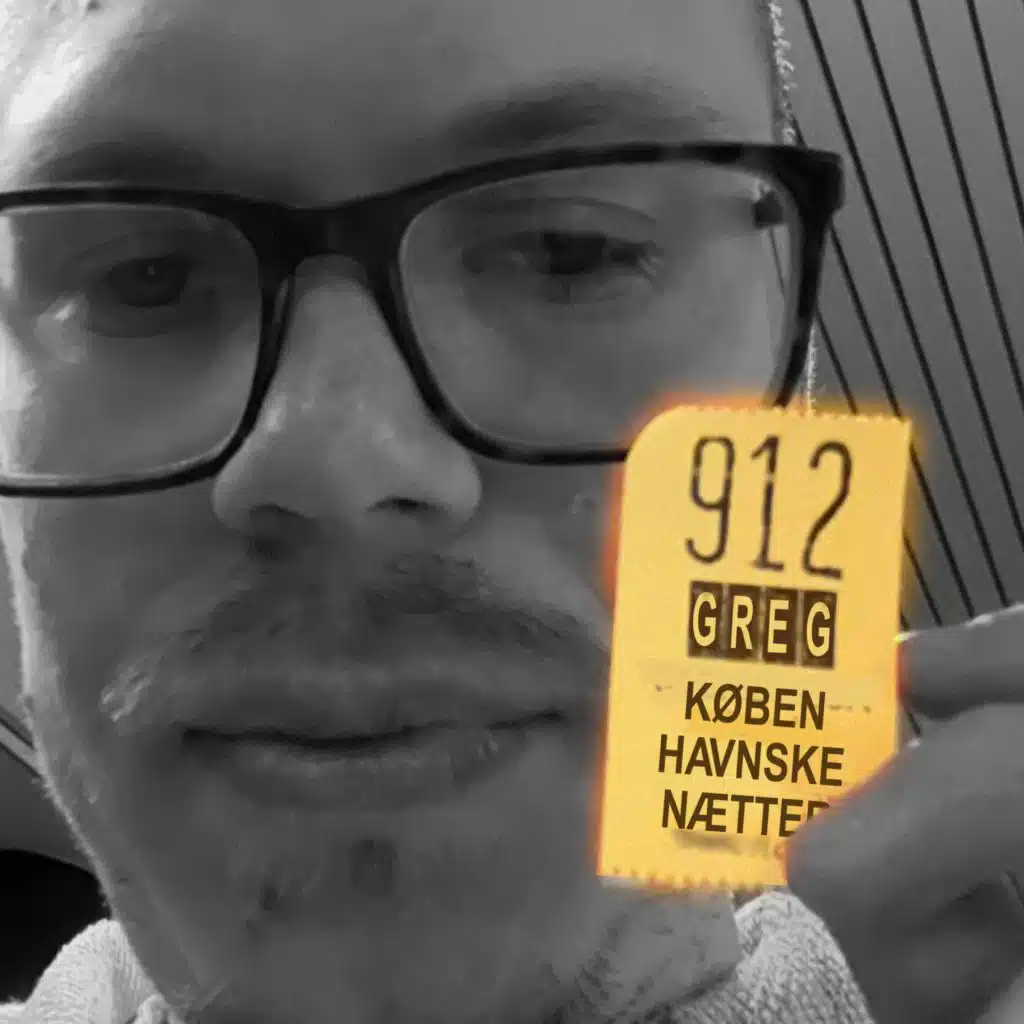 912
GREG
KØBEN
HAVNSKE
NÆTTER